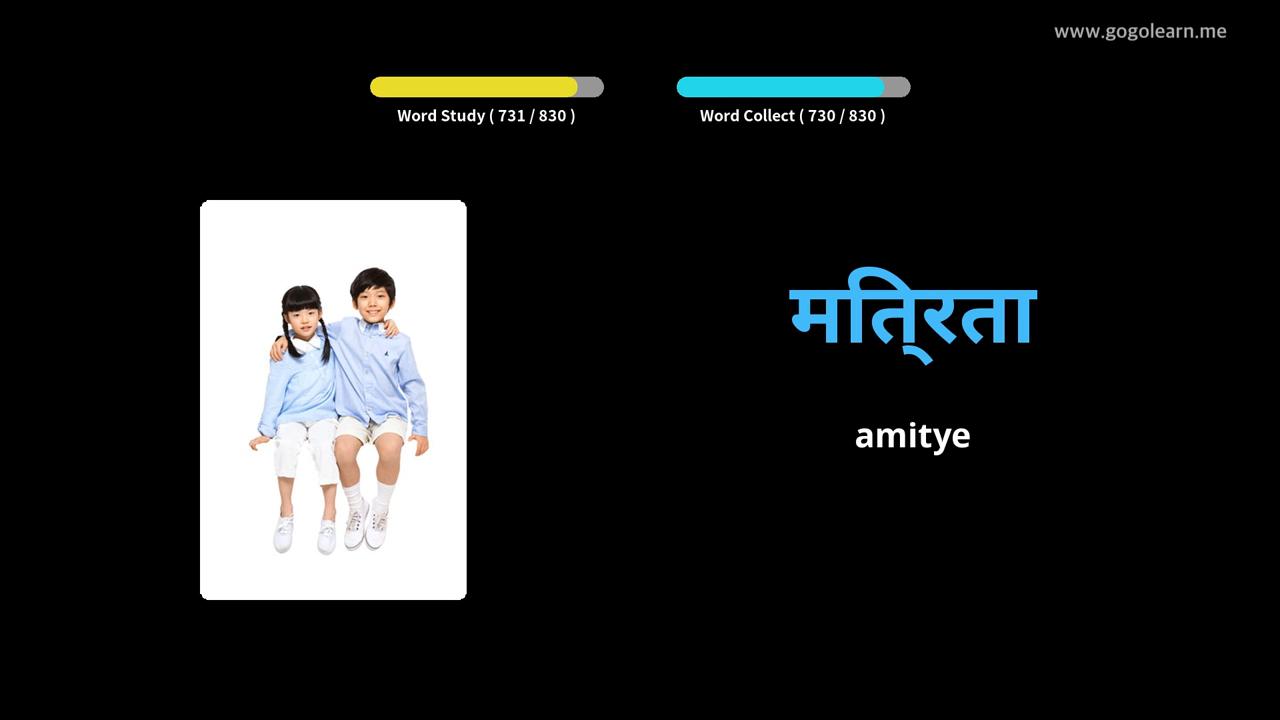 www.gogolearn.me
Word Study ( 731 / 830 )
Word Collect ( 730 / 830 )
मति्रता
amitye